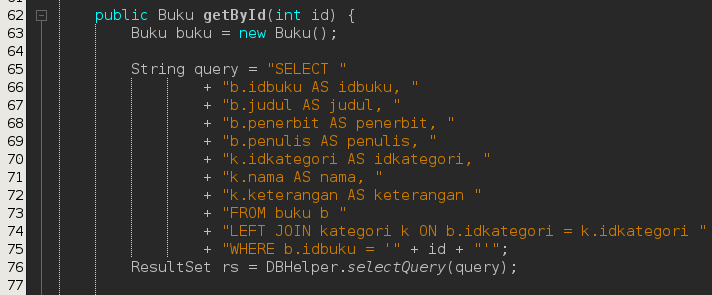 62 public Buku getById(int id) {
63 Buku buku = new Buku();
64
65 String query = "SELECT "
66 + "b.idbuku AS idbuku, "
67 + "b.judul AS judul, "
68 + "b.penerbit AS penerbit, "
69 + "b.penulis AS penulis, "
70 + "k.idkategori AS idkategori, "
71 + "k.nama AS nama, "
72 + "k.keterangan AS keterangan "
73 + "FROM buku b "
74 + "LEFT JOIN kategori k ON b.idkategori = k.idkategori "
75 + "WHERE b.idbuku = '" + id + "'";
76 ResultSet rs = DBHelper.selectQuery(query);
77